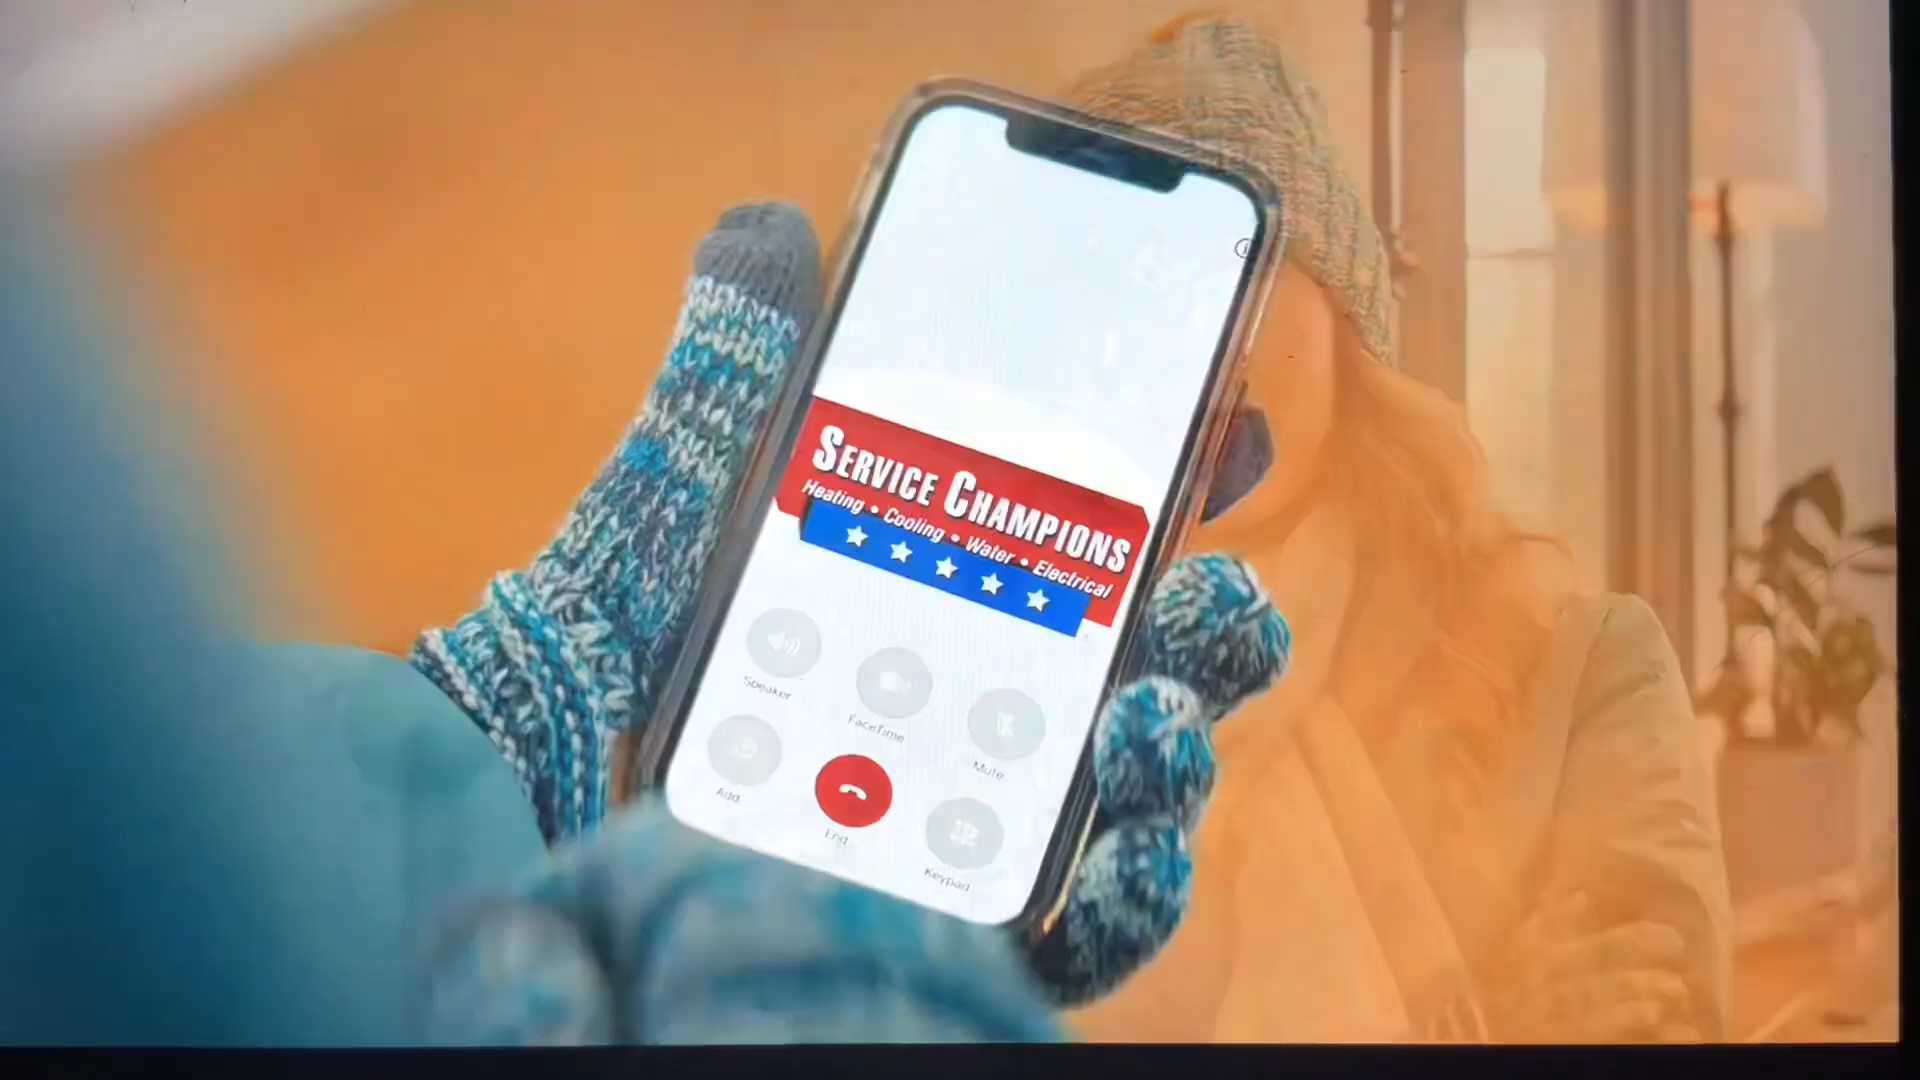 SERVICE CHAMPIONS
Heating • Cooling • Water • Electrical
Speaker
FaceTime
Mute
Add
End
Keypad